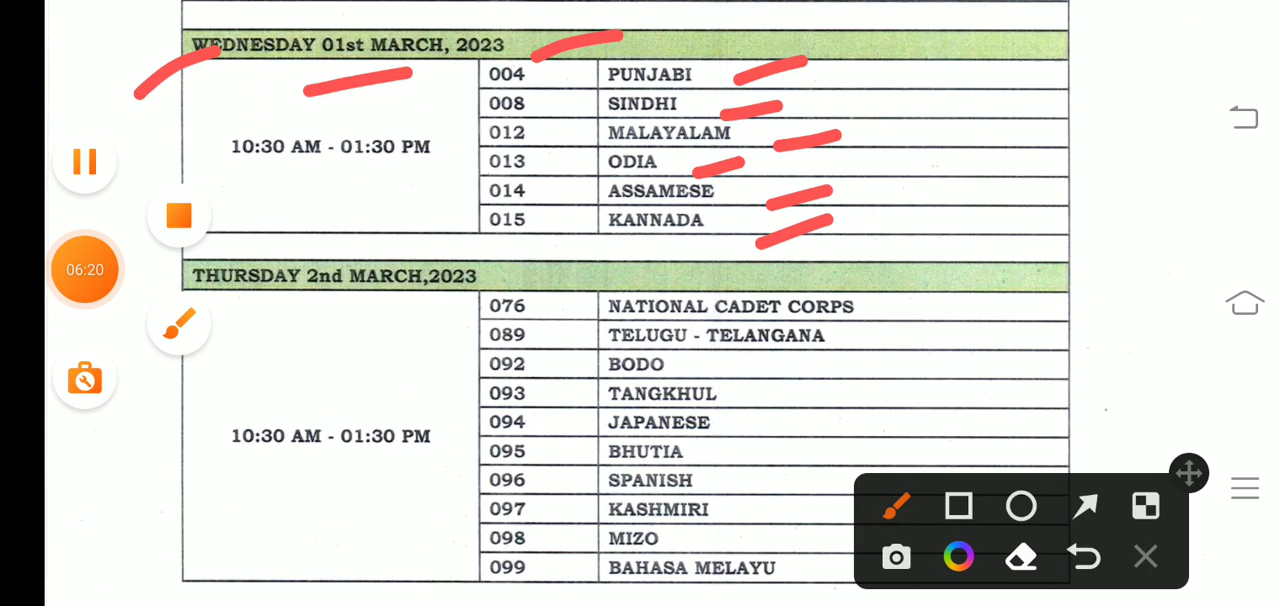 WEDNESDAY 01st MARCH, 2023
10:30 AM - 01:30 PM
004 PUNJABI
008 SINDHI
012 MALAYALAM
013 ODIA
014 ASSAMESE
015 KANNADA
THURSDAY 2nd MARCH,2023
10:30 AM - 01:30 PM
076 NATIONAL CADET CORPS
089 TELUGU - TELANGANA
092 BODO
093 TANGKHUL
094 JAPANESE
095 BHUTIA
096 SPANISH
097 KASHMIRI
098 MIZO
099 BAHASA MELAYU
06:20